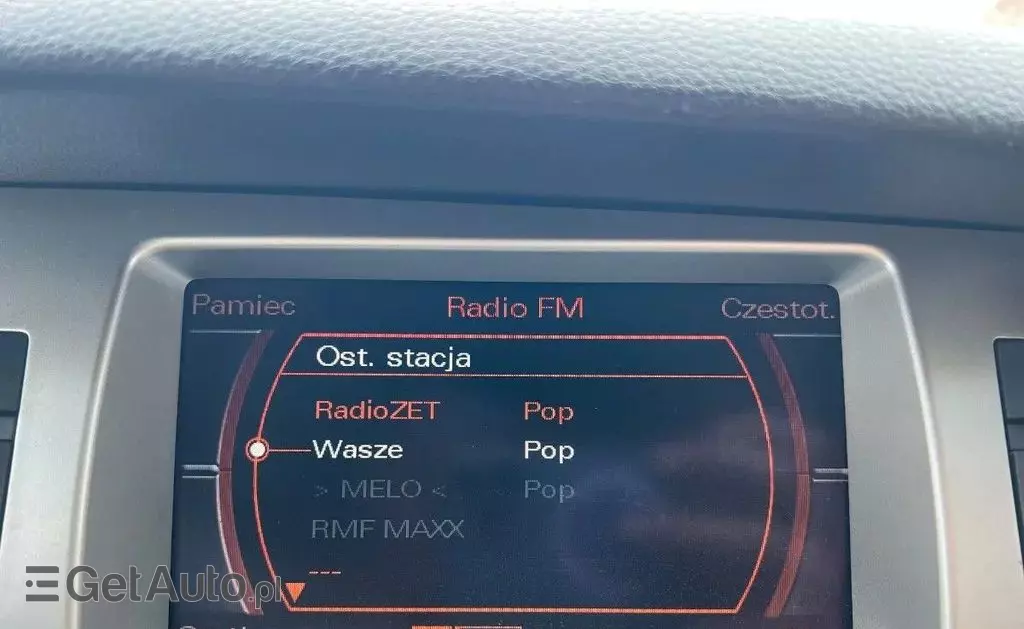 Pamiec Radio FM Czestot.
Ost. stacja
RadioZET Pop
Wasze Pop
> MELO < Pop
RMF MAXX
---
GetAuto.pl